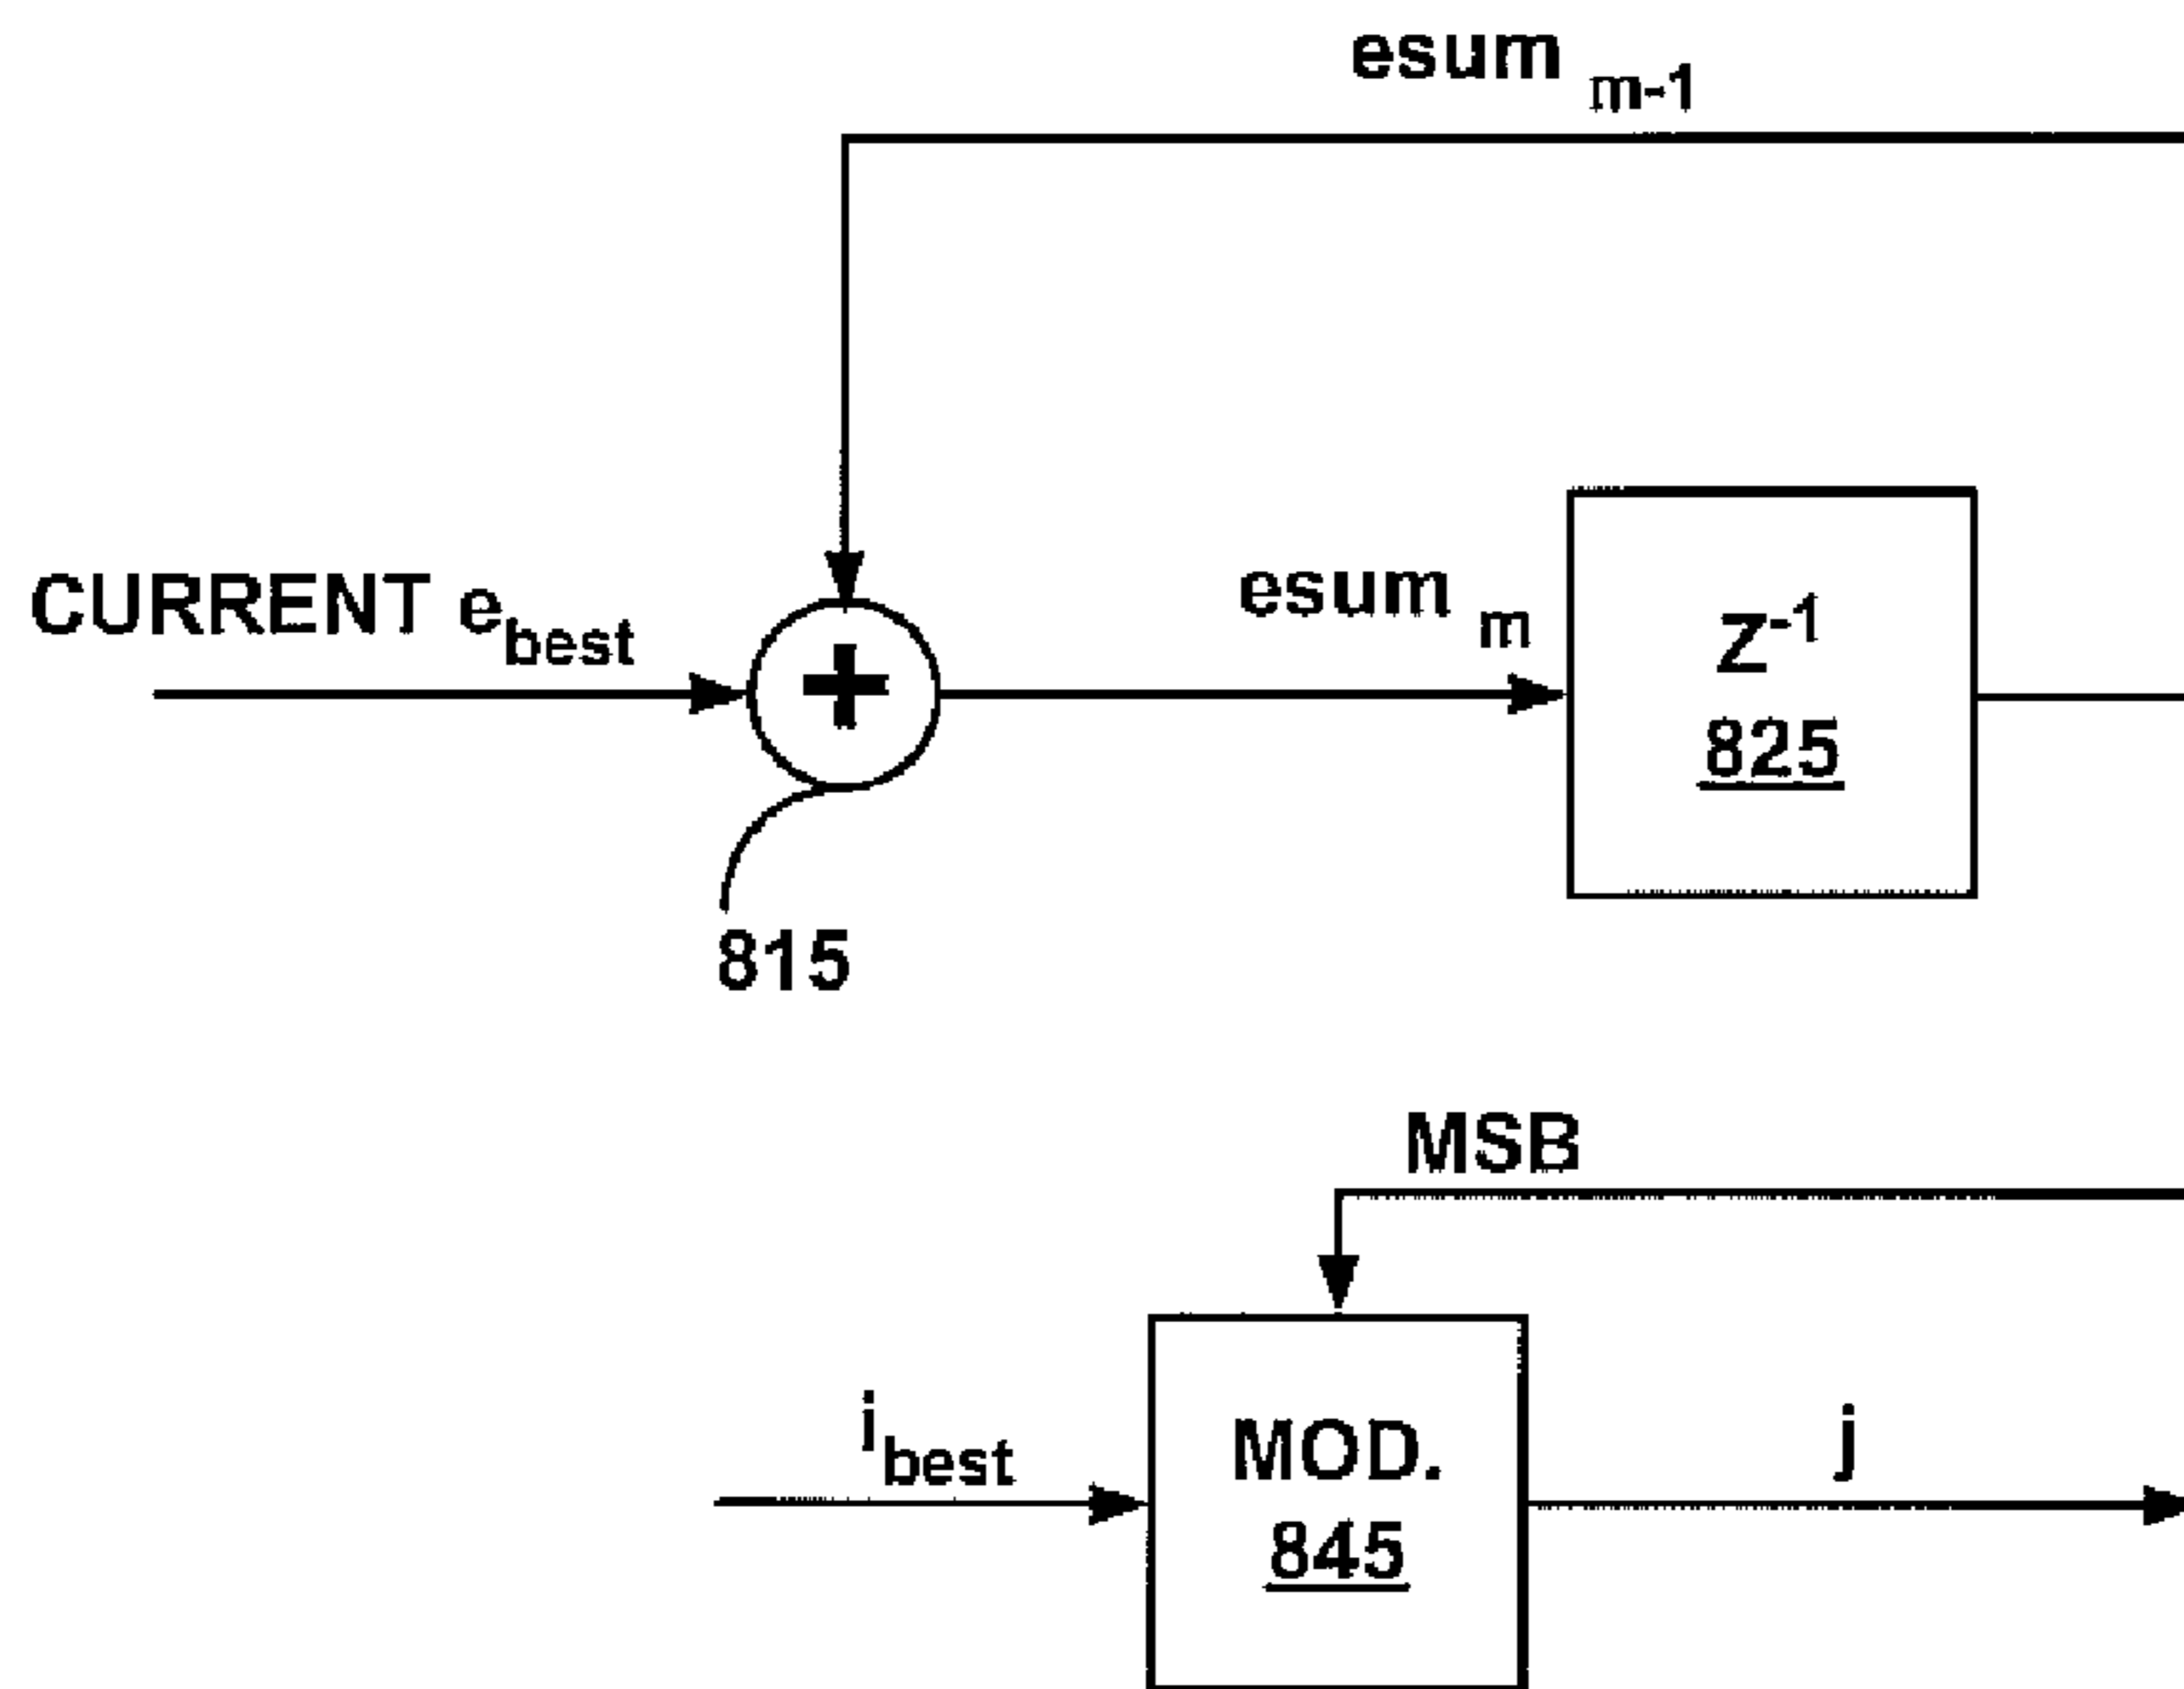 esum m-1
CURRENT e best
esum m
+
Z-1
825
815
MSB
i best
MOD.
845
j